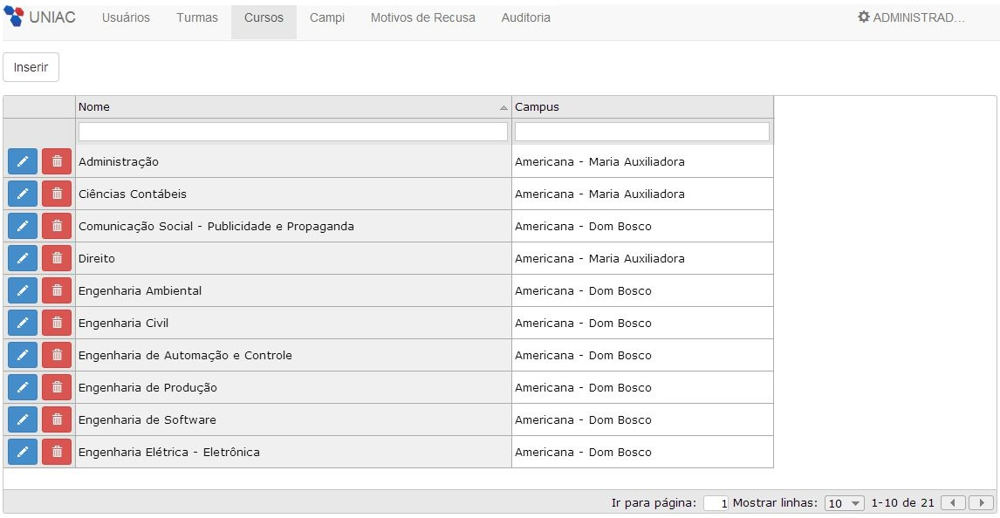 UNIAC Usuários Turmas Cursos Campi Motivos de Recusa Auditoria ADMINISTRAD...
Inserir
Nome Campus
Administração Americana - Maria Auxiliadora
Ciências Contábeis Americana - Maria Auxiliadora
Comunicação Social - Publicidade e Propaganda Americana - Dom Bosco
Direito Americana - Maria Auxiliadora
Engenharia Ambiental Americana - Dom Bosco
Engenharia Civil Americana - Dom Bosco
Engenharia de Automação e Controle Americana - Dom Bosco
Engenharia de Produção Americana - Dom Bosco
Engenharia de Software Americana - Dom Bosco
Engenharia Elétrica - Eletrônica Americana - Dom Bosco
Ir para página: 1 Mostrar linhas: 10 1-10 de 21